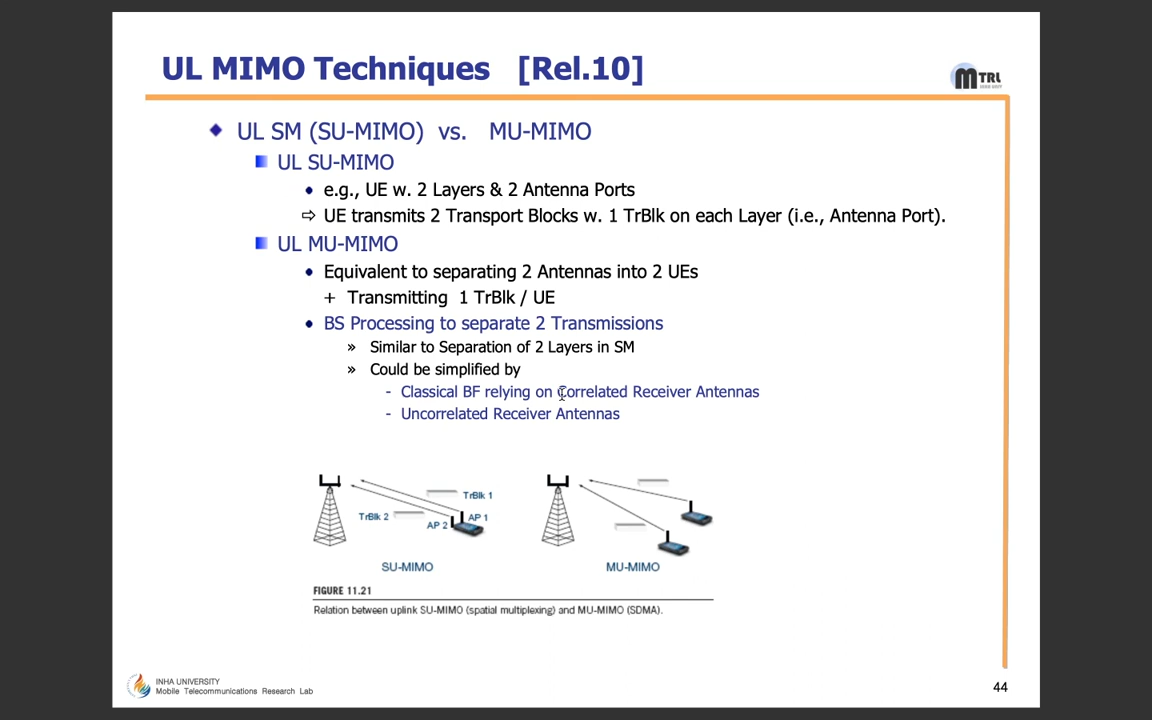 UL MIMO Techniques [Rel.10]
MTRL
UL SM (SU-MIMO) vs. MU-MIMO
UL SU-MIMO
• e.g., UE w. 2 Layers & 2 Antenna Ports
⇨ UE transmits 2 Transport Blocks w. 1 TrBlk on each Layer (i.e., Antenna Port).
UL MU-MIMO
• Equivalent to separating 2 Antennas into 2 UEs
+ Transmitting 1 TrBlk / UE
• BS Processing to separate 2 Transmissions
» Similar to Separation of 2 Layers in SM
» Could be simplified by
- Classical BF relying on Correlated Receiver Antennas
- Uncorrelated Receiver Antennas
TrBlk 1
TrBlk 2
AP 1
AP 2
SU-MIMO
MU-MIMO
FIGURE 11.21
Relation between uplink SU-MIMO (spatial multiplexing) and MU-MIMO (SDMA).
INHA UNIVERSITY
Mobile Telecommunications Research Lab
44